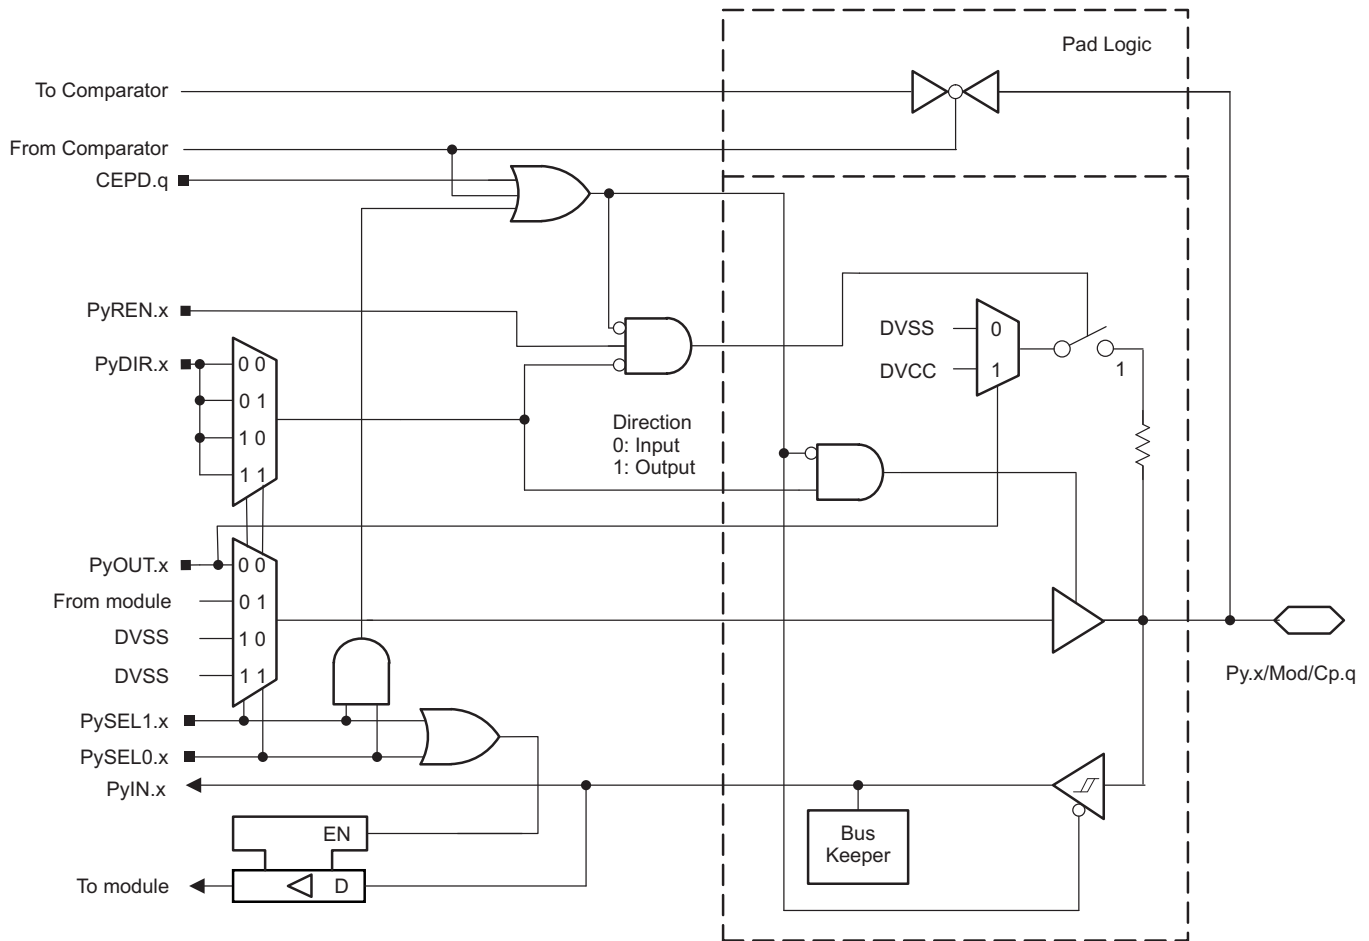 Pad Logic
To Comparator
From Comparator
CEPD.q
PyREN.x
DVSS 0
DVCC 1
1
PyDIR.x
0 0
0 1
1 0
1 1
Direction
0: Input
1: Output
PyOUT.x 0 0
From module 0 1
DVSS 1 0
DVSS 1 1
Py.x/Mod/Cp.q
PySEL1.x
PySEL0.x
PyIN.x
EN
Bus
Keeper
To module D